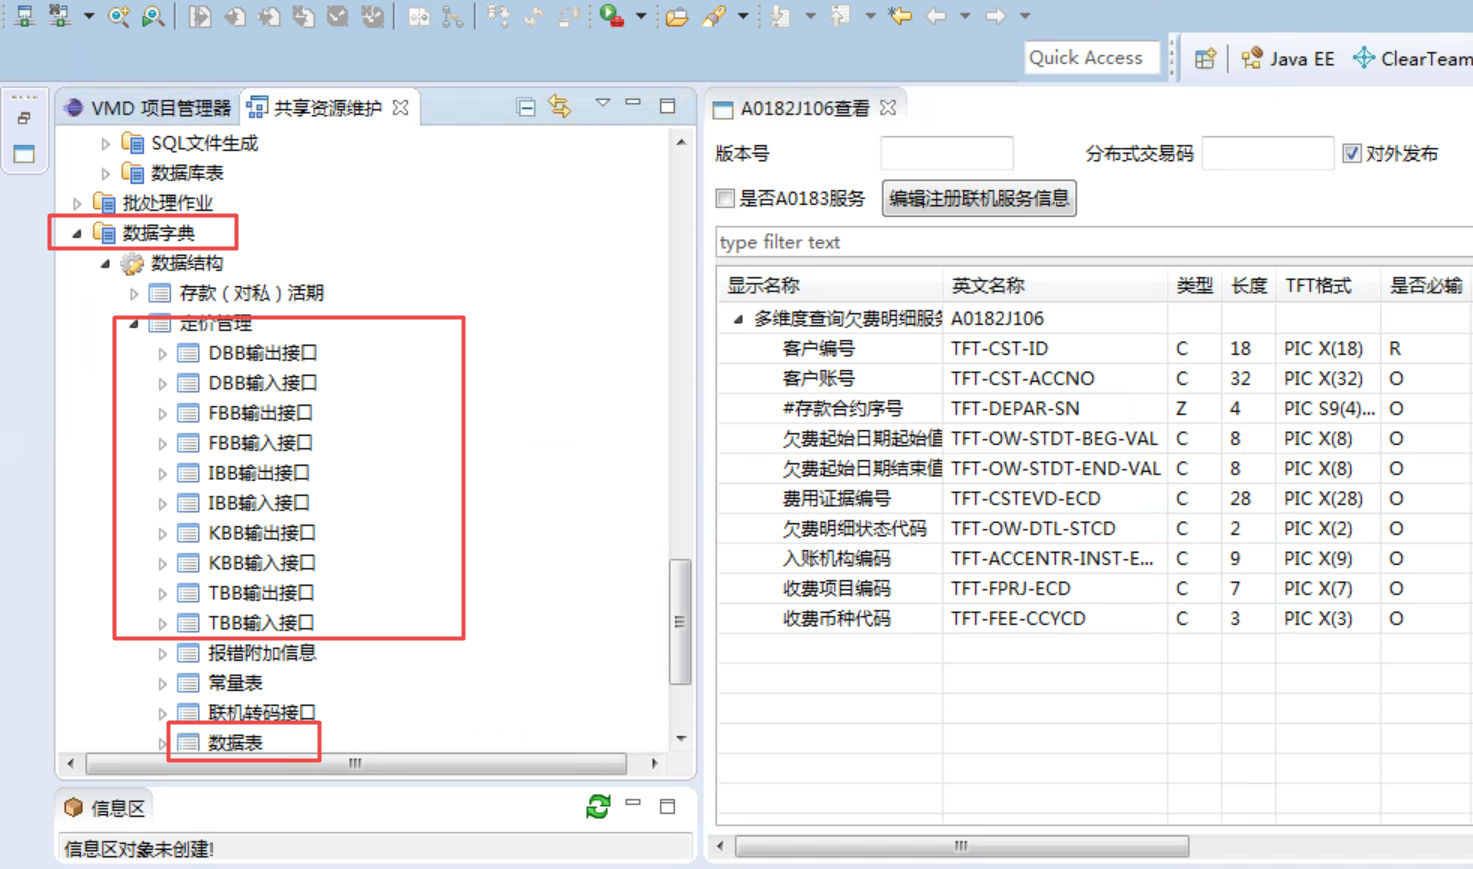 Quick Access
Java EE
ClearTeam
VMD 项目管理器
共享资源维护
SQL文件生成
数据库表
批处理作业
数据字典
数据结构
存款（对私）活期
定价管理
DBB输出接口
DBB输入接口
FBB输出接口
FBB输入接口
IBB输出接口
IBB输入接口
KBB输出接口
KBB输入接口
TBB输出接口
TBB输入接口
报错附加信息
常量表
联机转码接口
数据表
信息区
信息区对象未创建!
A0182J106查看
版本号 分布式交易码 对外发布
是否A0183服务 编辑注册联机服务信息
type filter text
显示名称 英文名称 类型 长度 TFT格式 是否必输
多维度查询欠费明细服务 A0182J106
客户编号 TFT-CST-ID C 18 PIC X(18) R
客户账号 TFT-CST-ACCNO C 32 PIC X(32) O
#存款合约序号 TFT-DEPAR-SN Z 4 PIC S9(4)... O
欠费起始日期起始值 TFT-OW-STDT-BEG-VAL C 8 PIC X(8) O
欠费起始日期结束值 TFT-OW-STDT-END-VAL C 8 PIC X(8) O
费用证据编号 TFT-CSTEVD-ECD C 28 PIC X(28) O
欠费明细状态代码 TFT-OW-DTL-STCD C 2 PIC X(2) O
入账机构编码 TFT-ACCENTR-INST-E... C 9 PIC X(9) O
收费项目编码 TFT-FPRJ-ECD C 7 PIC X(7) O
收费币种代码 TFT-FEE-CCYCD C 3 PIC X(3) O